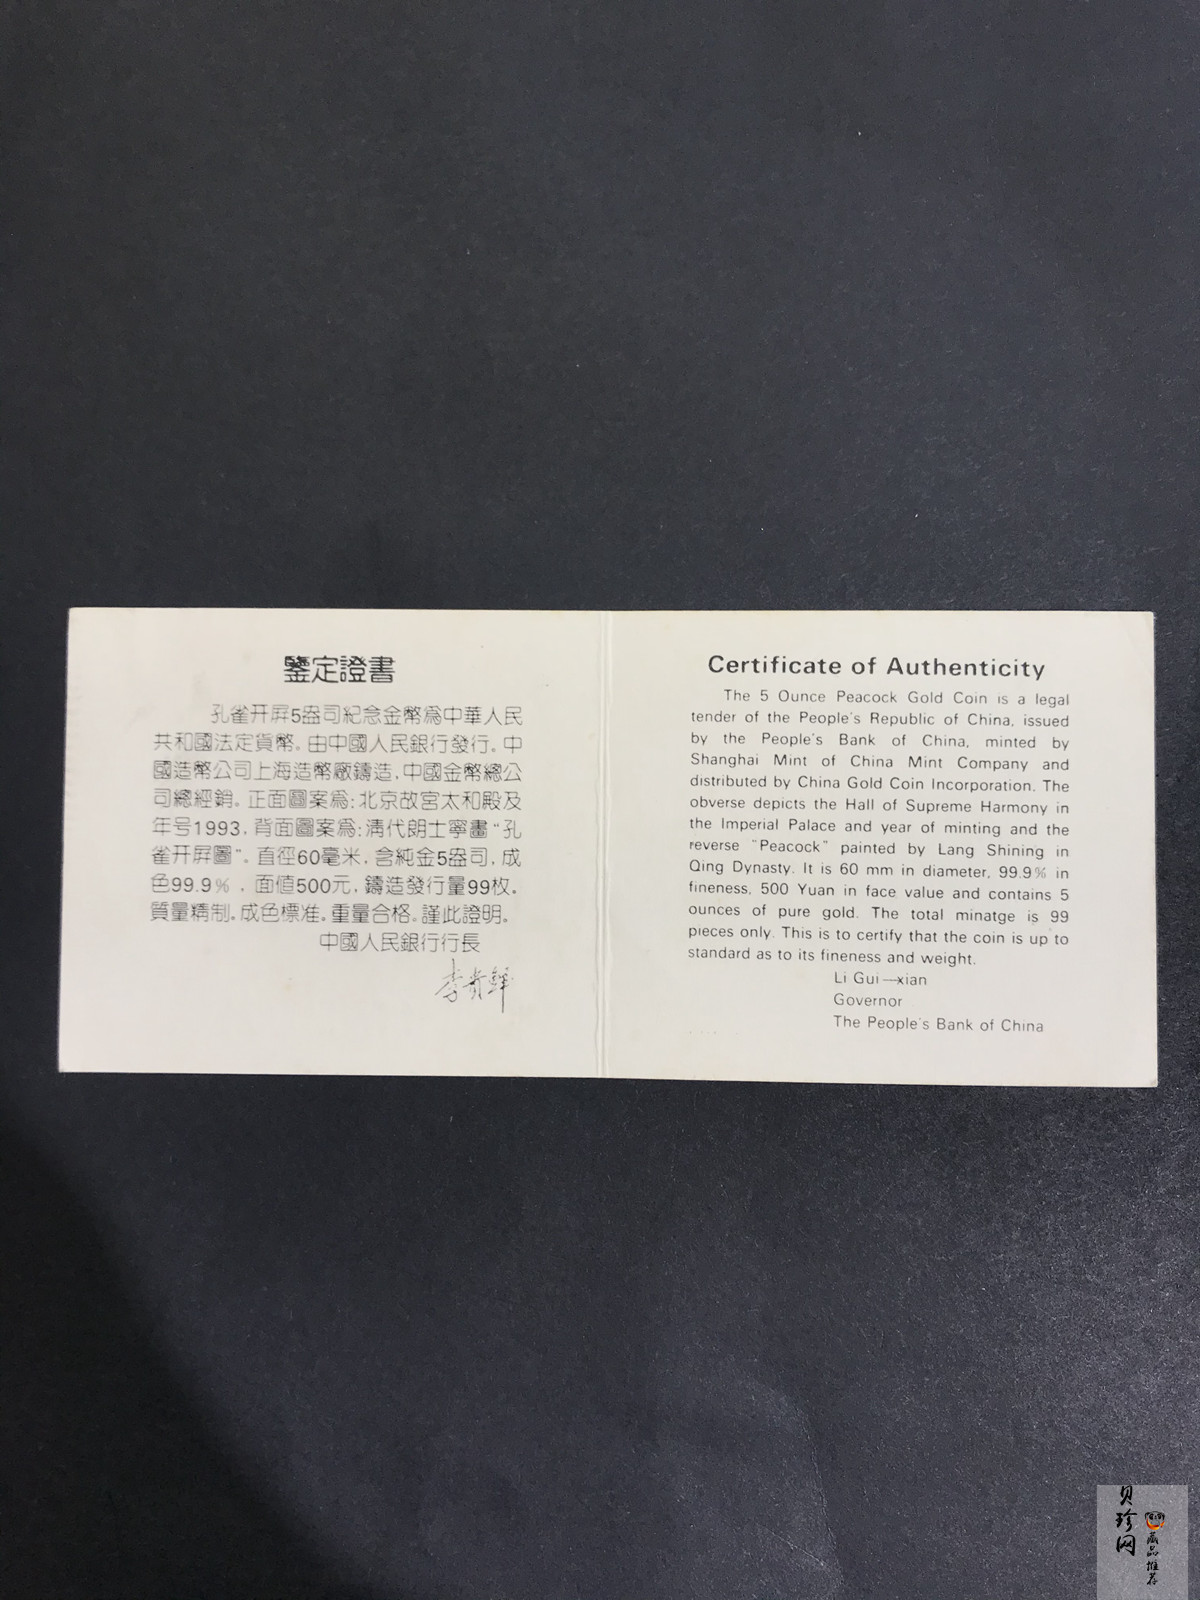 鑒定證書
孔雀开屏5盎司紀念金幣爲中華人民
共和國法定貨幣。由中國人民銀行發行。中
國造幣公司上海造幣廠鑄造,中國金幣總公
司總經銷。正面圖案爲:北京故宮太和殿及
年号1993,背面圖案爲:清代朗士寧畫“孔
雀开屏圖”。直徑60毫米,含純金5盎司,成
色99.9%,面值500元,鑄造發行量99枚。
質量精制。成色標准。重量合格。謹此證明。
中國人民銀行行長
李貴鲜
Certificate of Authenticity
The 5 Ounce Peacock Gold Coin is a legal
tender of the People's Republic of China, issued
by the People's Bank of China, minted by
Shanghai Mint of China Mint Company and
distributed by China Gold Coin Incorporation. The
obverse depicts the Hall of Supreme Harmony in
the Imperial Palace and year of minting and the
reverse "Peacock" painted by Lang Shining in
Qing Dynasty. It is 60 mm in diameter, 99.9% in
fineness, 500 Yuan in face value and contains 5
ounces of pure gold. The total minatge is 99
pieces only. This is to certify that the coin is up to
standard as to its fineness and weight.
Li Gui—xian
Governor
The People's Bank of China
贝珍网
藏品推荐